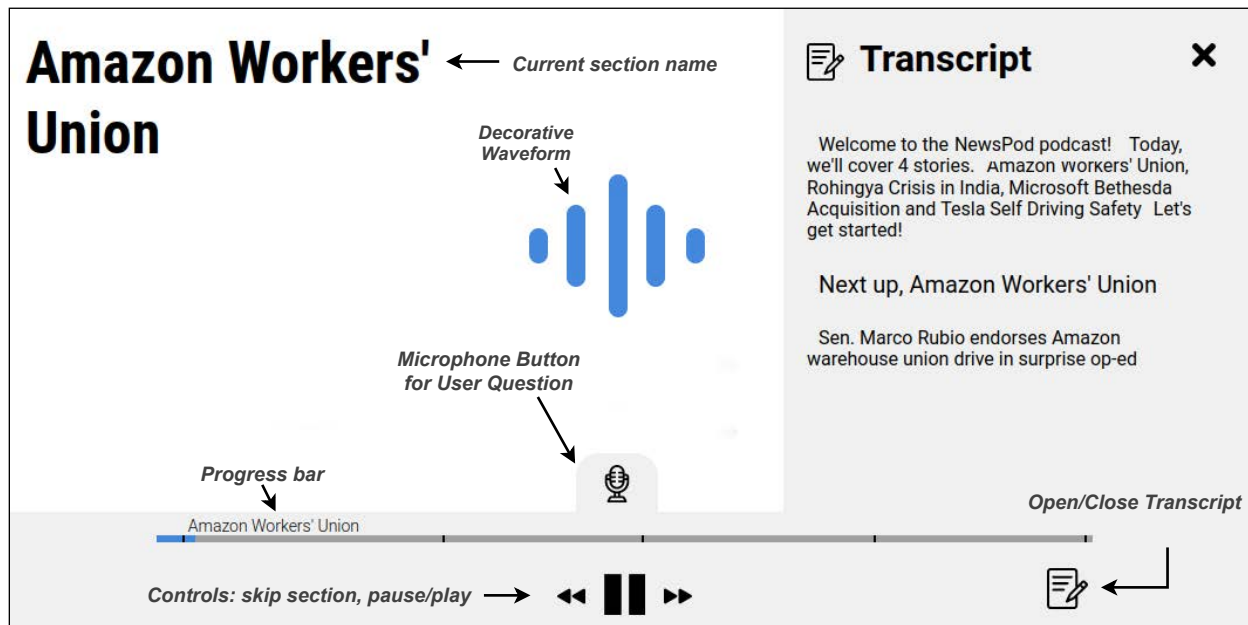 Amazon Workers'
Union
Current section name
Decorative
Waveform
Microphone Button
for User Question
Progress bar
Amazon Workers' Union
Controls: skip section, pause/play
Transcript
Welcome to the NewsPod podcast! Today,
we'll cover 4 stories. Amazon Workers' Union,
Rohingya Crisis in India, Microsoft Bethesda
Acquisition and Tesla Self Driving Safety Let's
get started!
Next up, Amazon Workers' Union
Sen. Marco Rubio endorses Amazon
warehouse union drive in surprise op-ed
Open/Close Transcript